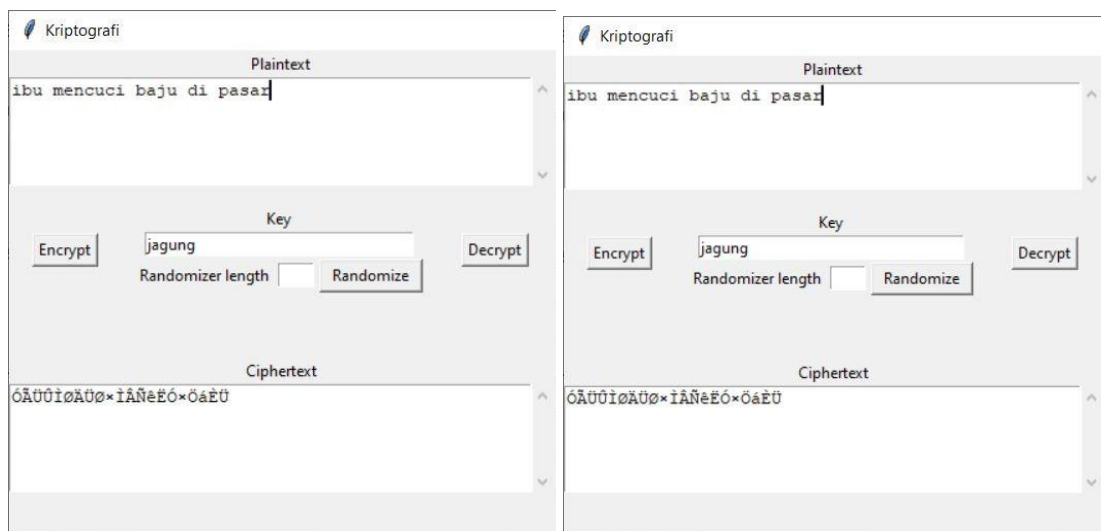 Kriptografi
Plaintext
ibu mencuci baju di pasar
Key
Encrypt
jagung
Decrypt
Randomizer length
Randomize
Ciphertext
ÓÃÜÛÌØÄÜØ×ÌÂÑêËÓ×ÖáÈÜ
Kriptografi
Plaintext
ibu mencuci baju di pasar
Key
Encrypt
jagung
Decrypt
Randomizer length
Randomize
Ciphertext
ÓÃÜÛÌØÄÜØ×ÌÂÑêËÓ×ÖáÈÜ